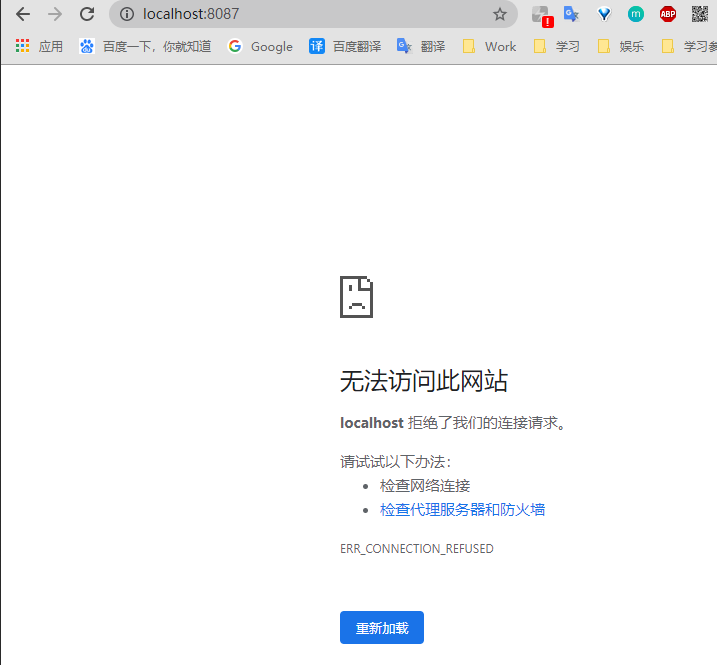 localhost:8087
! G m ABP
应用 百度一下，你就知道 G Google 译 百度翻译 G 翻译 Work 学习 娱乐 学习参
无法访问此网站
localhost 拒绝了我们的连接请求。
请试试以下办法：
• 检查网络连接
• 检查代理服务器和防火墙
ERR_CONNECTION_REFUSED
重新加载